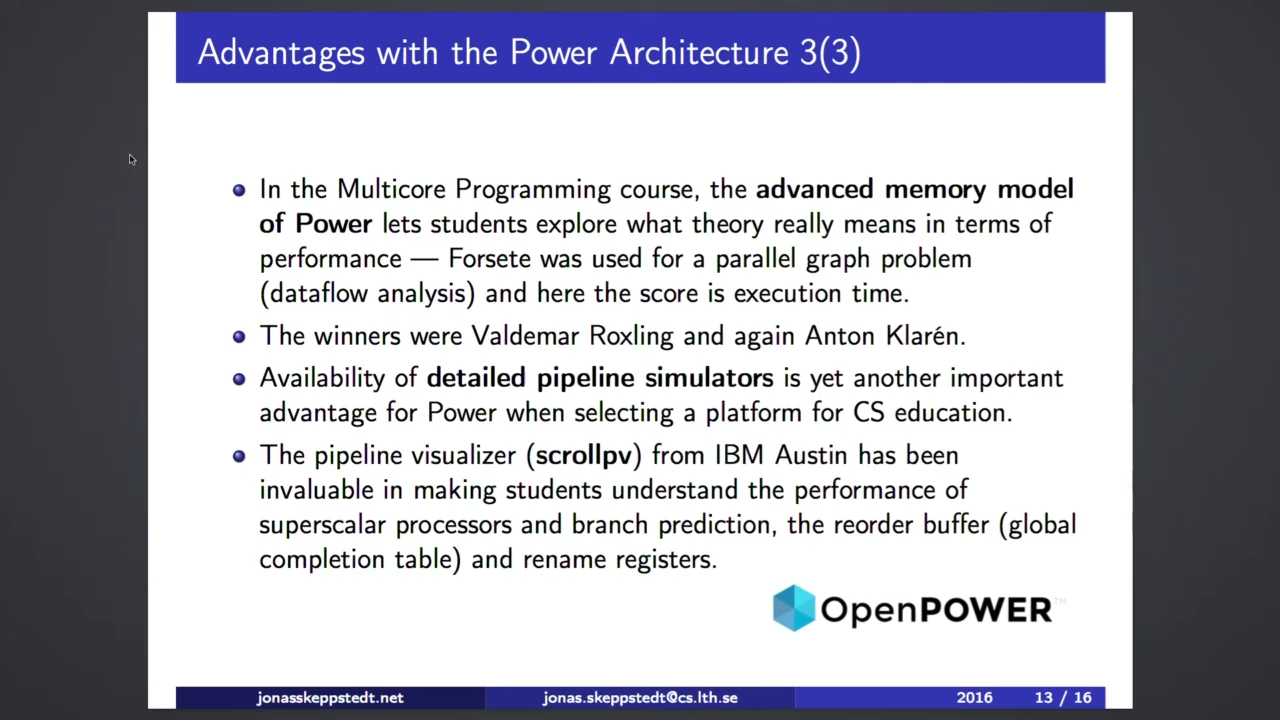 Advantages with the Power Architecture 3(3)
In the Multicore Programming course, the advanced memory model
of Power lets students explore what theory really means in terms of
performance — Forsete was used for a parallel graph problem
(dataflow analysis) and here the score is execution time.
The winners were Valdemar Roxling and again Anton Klarén.
Availability of detailed pipeline simulators is yet another important
advantage for Power when selecting a platform for CS education.
The pipeline visualizer (scrollpv) from IBM Austin has been
invaluable in making students understand the performance of
superscalar processors and branch prediction, the reorder buffer (global
completion table) and rename registers.
OpenPOWER™
jonasskeppstedt.net jonas.skeppstedt@cs.lth.se 2016 13 / 16